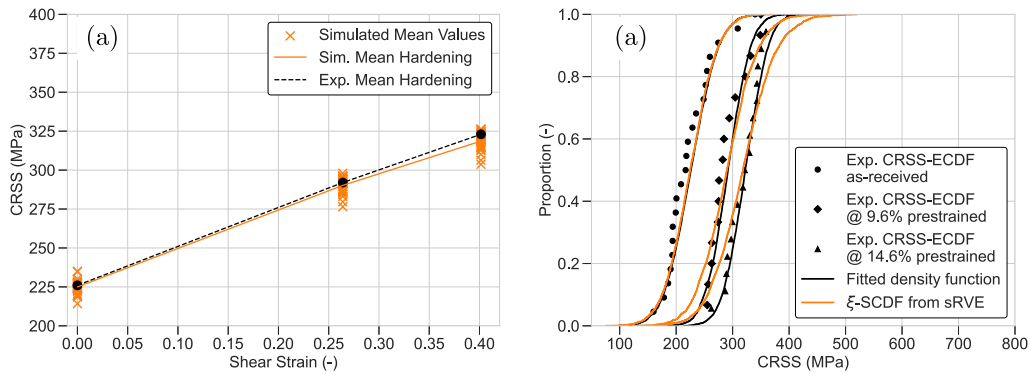 (a)
Simulated Mean Values
Sim. Mean Hardening
Exp. Mean Hardening
400
375
350
325
300
275
250
225
200
CRSS (MPa)
0.00 0.05 0.10 0.15 0.20 0.25 0.30 0.35 0.40
Shear Strain (-)
(a)
1.0
0.8
0.6
0.4
0.2
0.0
Proportion (-)
Exp. CRSS-ECDF
as-received
Exp. CRSS-ECDF
@ 9.6% prestrained
Exp. CRSS-ECDF
@ 14.6% prestrained
Fitted density function
ξ-SCDF from sRVE
100 200 300 400 500 600 700 800
CRSS (MPa)